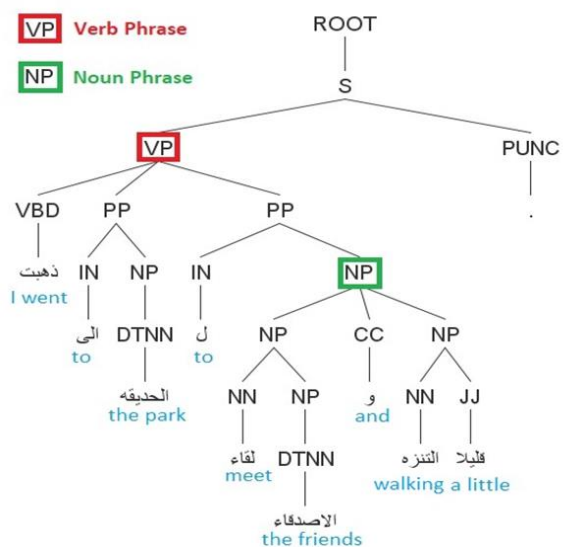 VP Verb Phrase
NP Noun Phrase
ROOT
S
VP PUNC
VBD PP PP .
ذهبت IN NP IN NP
I went
الى DTNN ل NP CC NP
to to
الحديقه NN NP و NN JJ
the park and
لقاء DTNN التنزه قليلا
meet walking a little
الاصدقاء
the friends